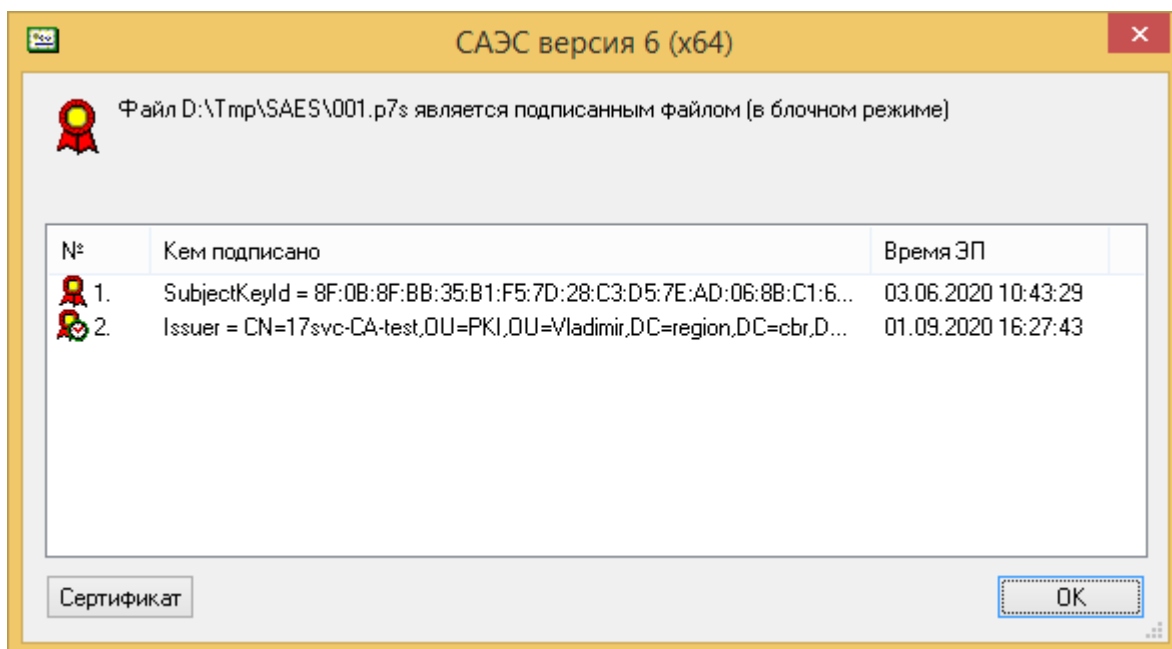 САЭС версия 6 (x64)
Файл D:\Tmp\SAES\001.p7s является подписанным файлом (в блочном режиме)
№ Кем подписано Время ЭП
1. SubjectKeyId = 8F:0B:8F:BB:35:B1:F5:7D:28:C3:D5:7E:AD:06:8B:C1:6... 03.06.2020 10:43:29
2. Issuer = CN=17svc-CA-test,OU=PKI,OU=Vladimir,DC=region,DC=cbr,D... 01.09.2020 16:27:43
Сертификат OK